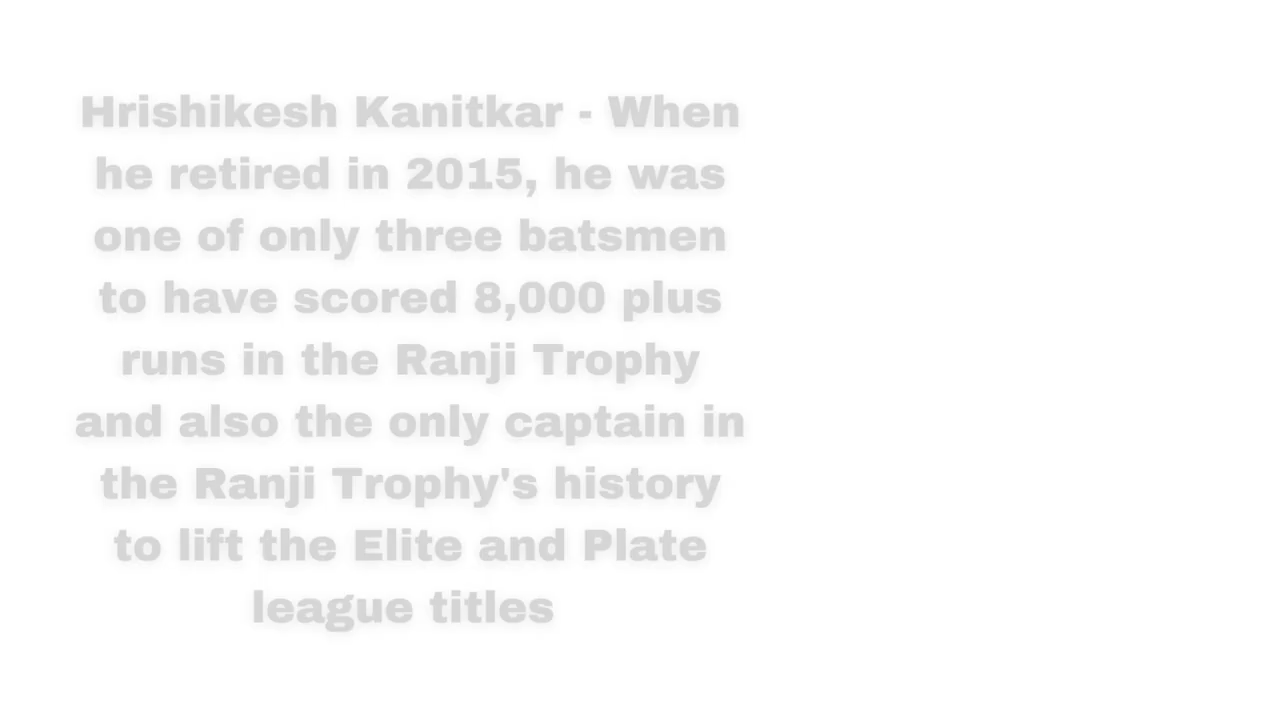 Hrishikesh Kanitkar - When
he retired in 2015, he was
one of only three batsmen
to have scored 8,000 plus
runs in the Ranji Trophy
and also the only captain in
the Ranji Trophy's history
to lift the Elite and Plate
league titles